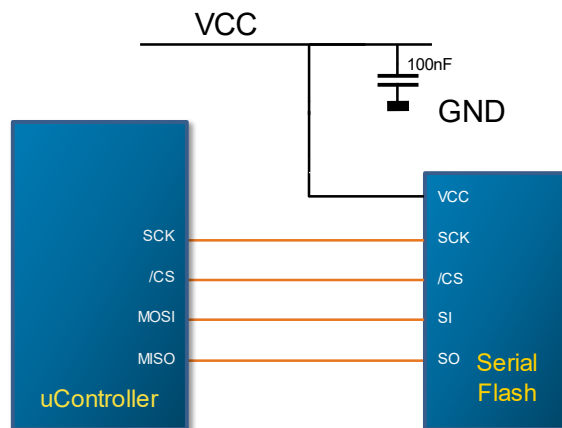 VCC
100nF
GND
VCC
SCK
SCK
/CS
/CS
MOSI
SI
MISO
SO
Serial
Flash
uController